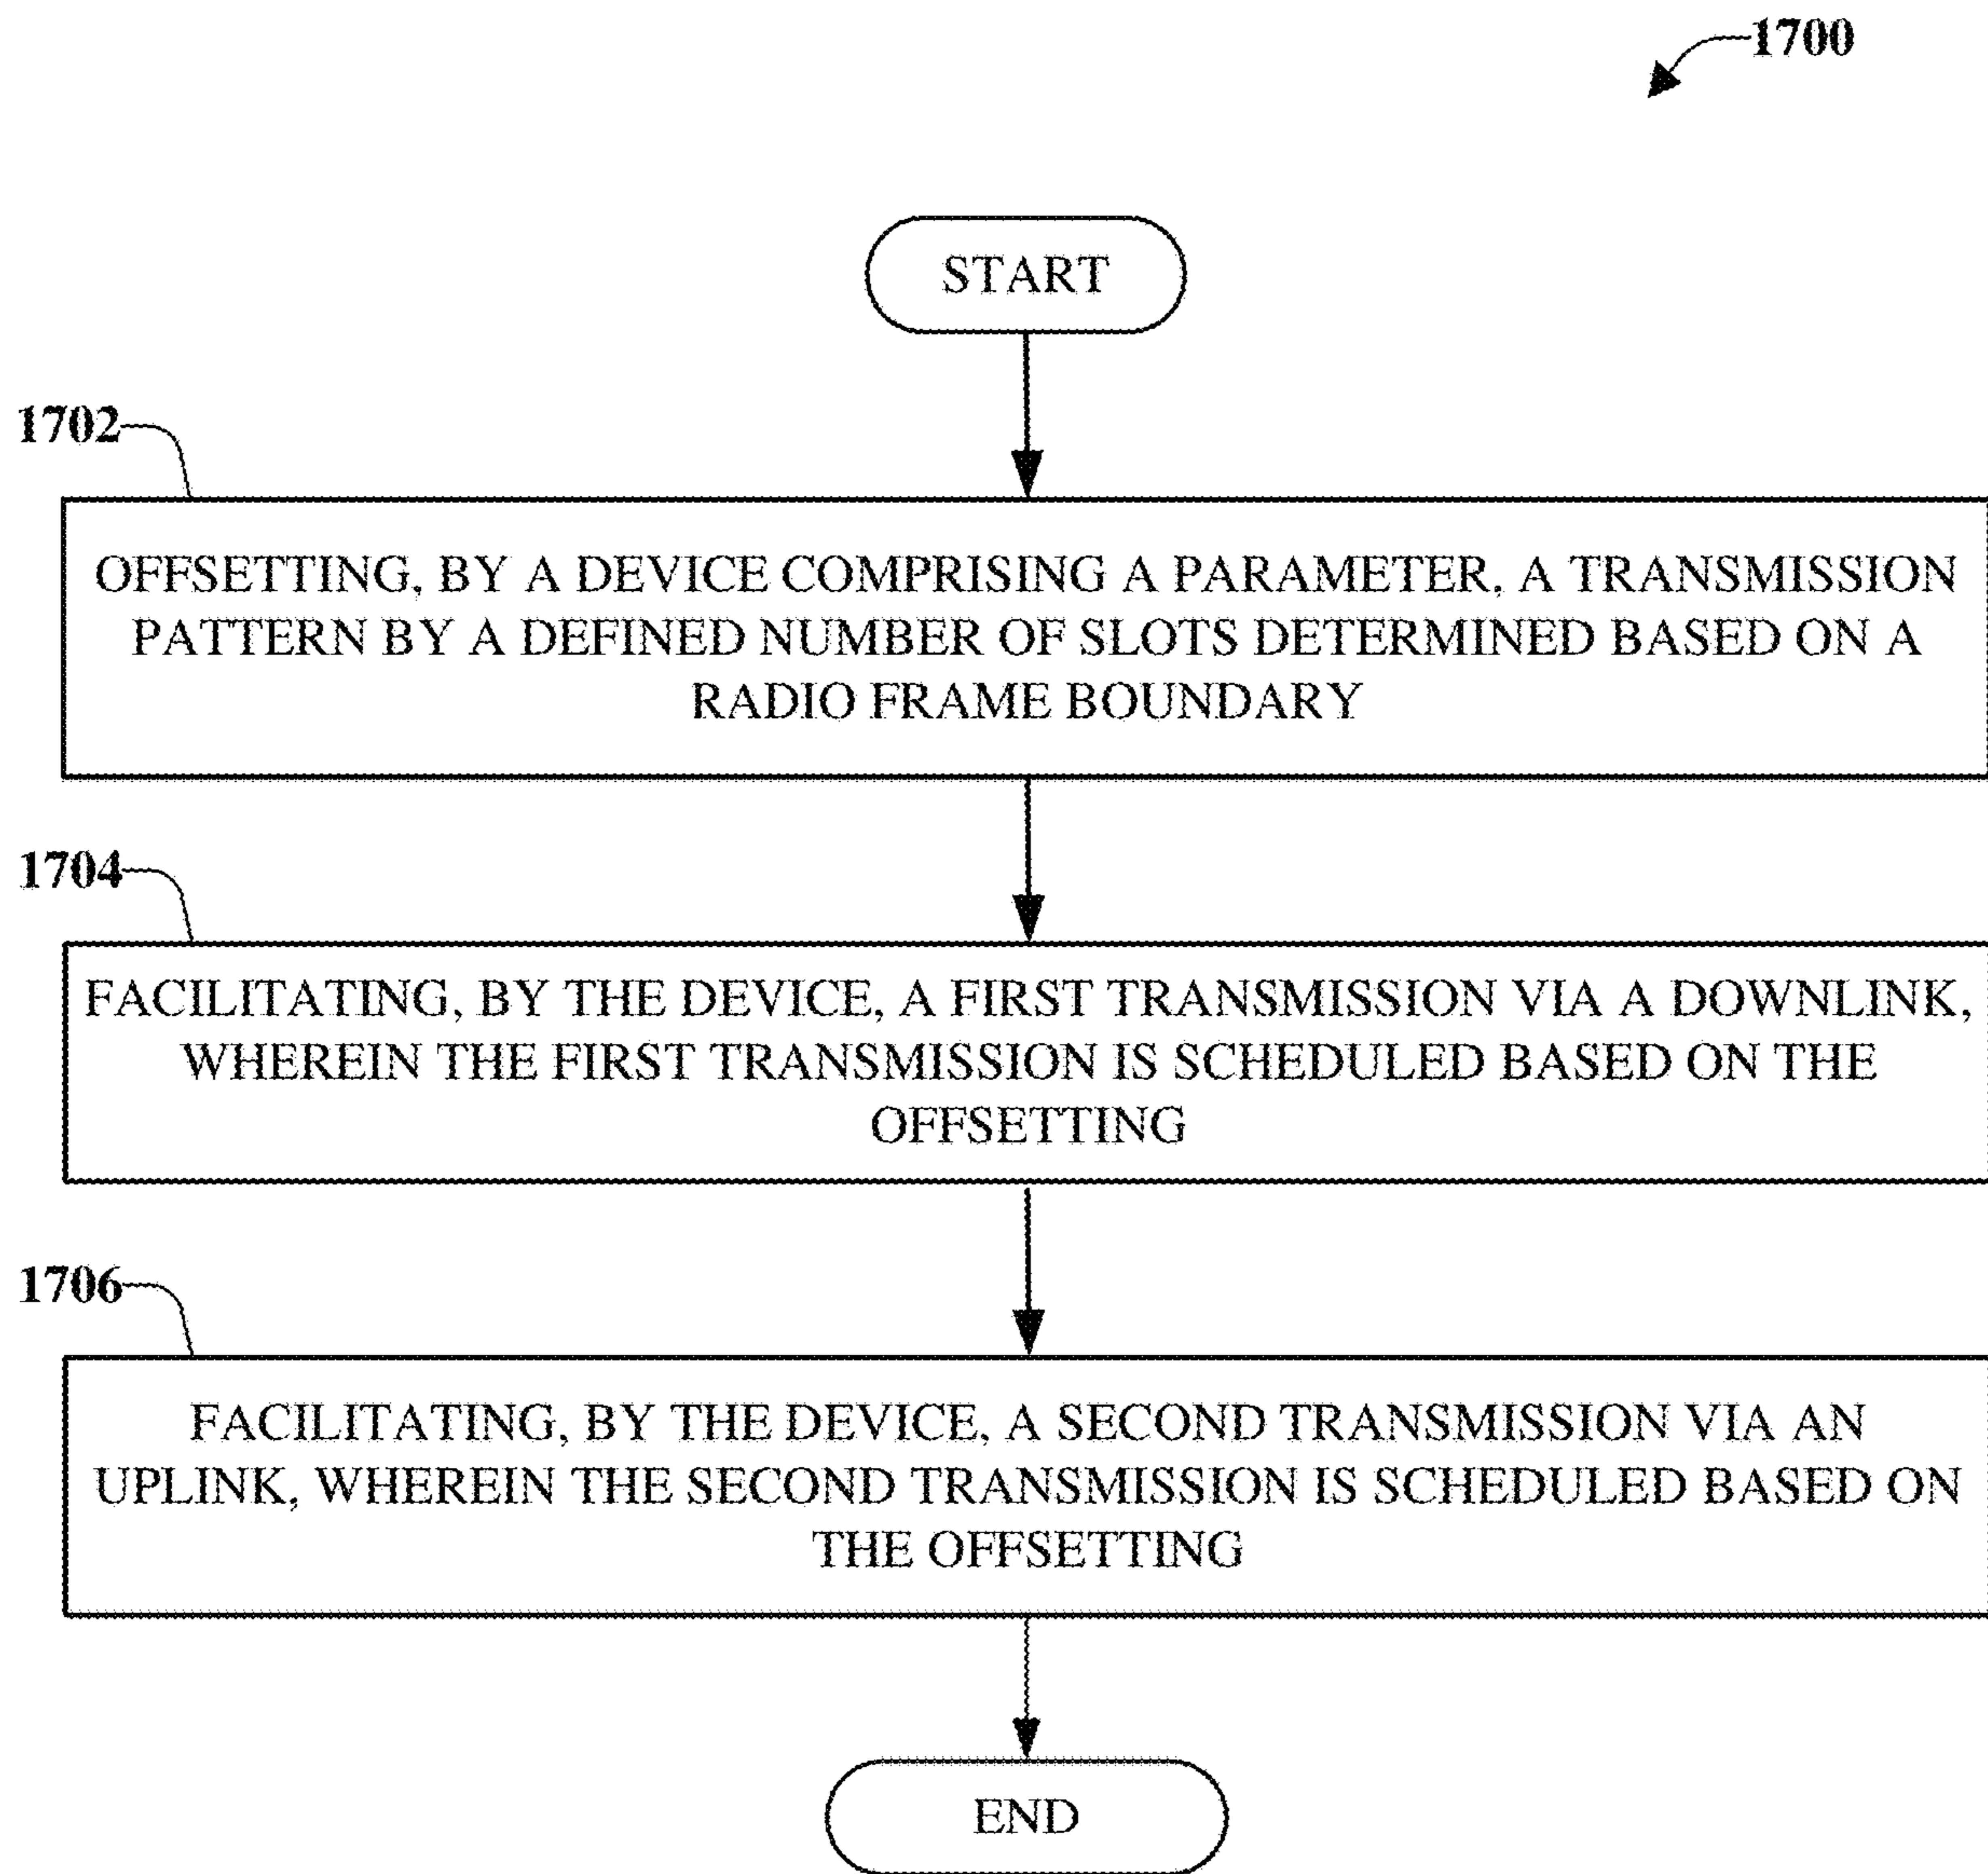 1700
START
1702
OFFSETTING, BY A DEVICE COMPRISING A PARAMETER, A TRANSMISSION
PATTERN BY A DEFINED NUMBER OF SLOTS DETERMINED BASED ON A
RADIO FRAME BOUNDARY
1704
FACILITATING, BY THE DEVICE, A FIRST TRANSMISSION VIA A DOWNLINK,
WHEREIN THE FIRST TRANSMISSION IS SCHEDULED BASED ON THE
OFFSETTING
1706
FACILITATING, BY THE DEVICE, A SECOND TRANSMISSION VIA AN
UPLINK, WHEREIN THE SECOND TRANSMISSION IS SCHEDULED BASED ON
THE OFFSETTING
END